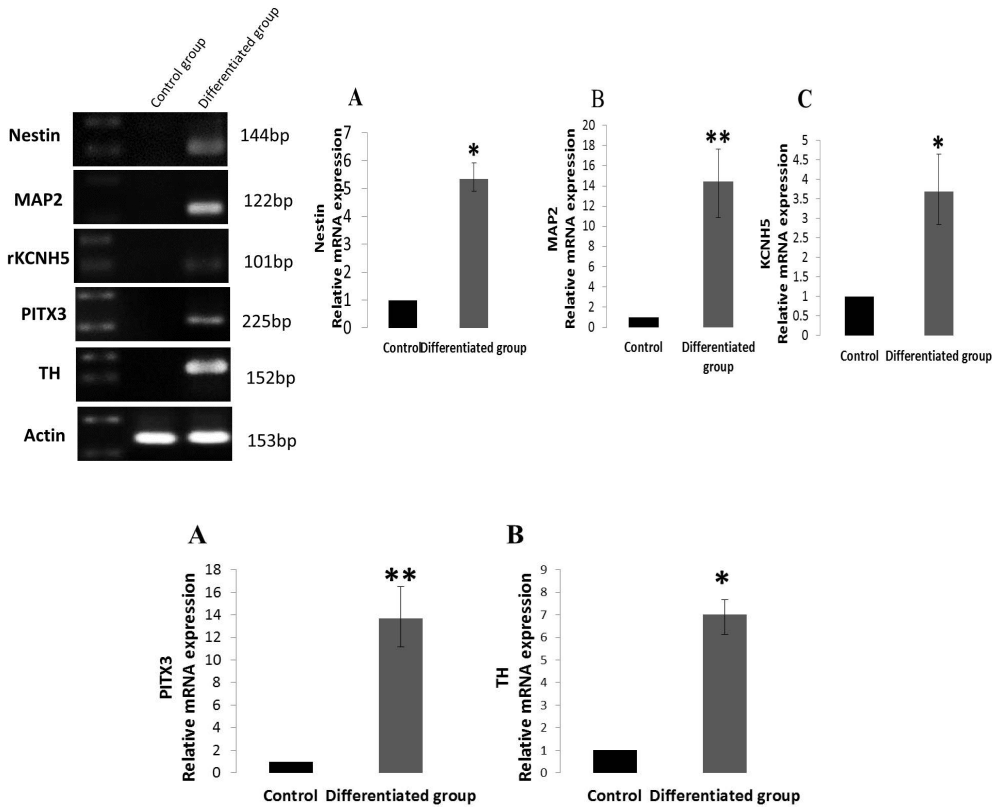 Control group
Differentiated group
Nestin
144bp
MAP2
122bp
rKCNH5
101bp
PITX3
225bp
TH
152bp
Actin
153bp
A
Nestin
Relative mRNA expression
7
6
5
4
3
2
1
0
*
Control
Differentiated group
B
MAP2
Relative mRNA expression
20
18
16
14
12
10
8
6
4
2
0
**
Control
Differentiated
group
C
KCNH5
Relative mRNA expression
5
4.5
4
3.5
3
2.5
2
1.5
1
0.5
0
*
Control
Differentiated group
A
PITX3
Relative mRNA expression
18
16
14
12
10
8
6
4
2
0
**
Control
Differentiated group
B
TH
Relative mRNA expression
9
8
7
6
5
4
3
2
1
0
*
Control
Differentiated group